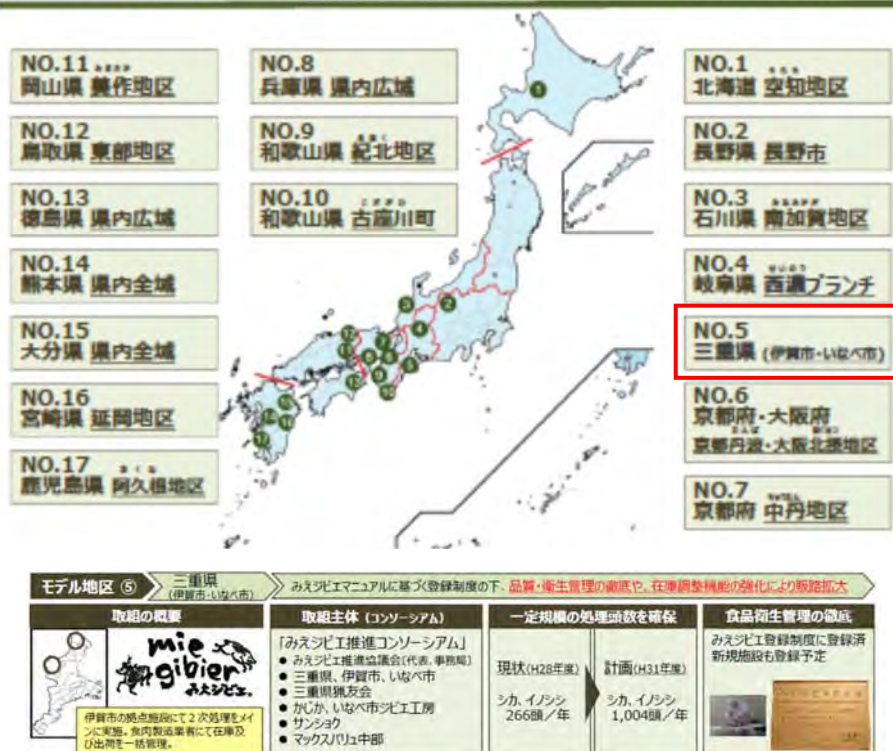 NO.11
岡山県 美作地区
NO.12
鳥取県 東部地区
NO.13
徳島県 県内広域
NO.14
熊本県 県内全域
NO.15
大分県 県内全域
NO.16
宮崎県 延岡地区
NO.17
鹿児島県 阿久根地区
NO.8
兵庫県 県内広域
NO.9
和歌山県 紀北地区
NO.10
和歌山県 古座川町
NO.1
北海道 空知地区
NO.2
長野県 長野市
NO.3
石川県 南加賀地区
NO.4
岐阜県 西濃ブランチ
NO.5
三重県 (伊賀市・いなべ市)
NO.6
京都府・大阪府
京都丹波・大阪北摂地区
NO.7
京都府 中丹地区
モデル地区 ⑤
三重県
(伊賀市・いなべ市)
みえジビエマニュアルに基づく登録制度の下、品質・衛生管理の徹底や、在庫調整機能の強化により販路拡大
取組の概要
mie
gibier
みえジビエ。
伊賀市の拠点施設にて2次処理をメイ
ンに実施。食肉製造業者にて在庫及
び出荷を一括管理。
取組主体 (コンソーシアム)
「みえジビエ推進コンソーシアム」
● みえジビエ推進協議会(代表、事務局)
● 三重県、伊賀市、いなべ市
● 三重県猟友会
● かじか、いなべ市ジビエ工房
● サンショク
● マックスバリュ中部
一定規模の処理頭数を確保
現状(H28年度)
シカ、イノシシ
266頭/年
計画(H31年度)
シカ、イノシシ
1,004頭/年
食品衛生管理の徹底
みえジビエ登録制度に登録済
新規施設も登録予定